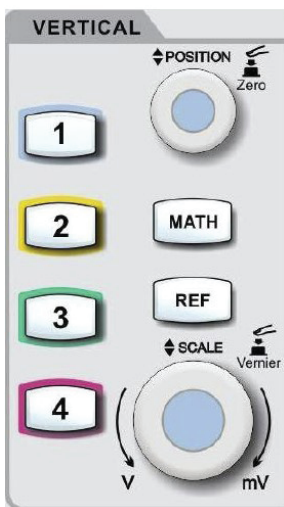 VERTICAL
POSITION
Zero
1
2
MATH
3
REF
SCALE
Vernier
4
V
mV